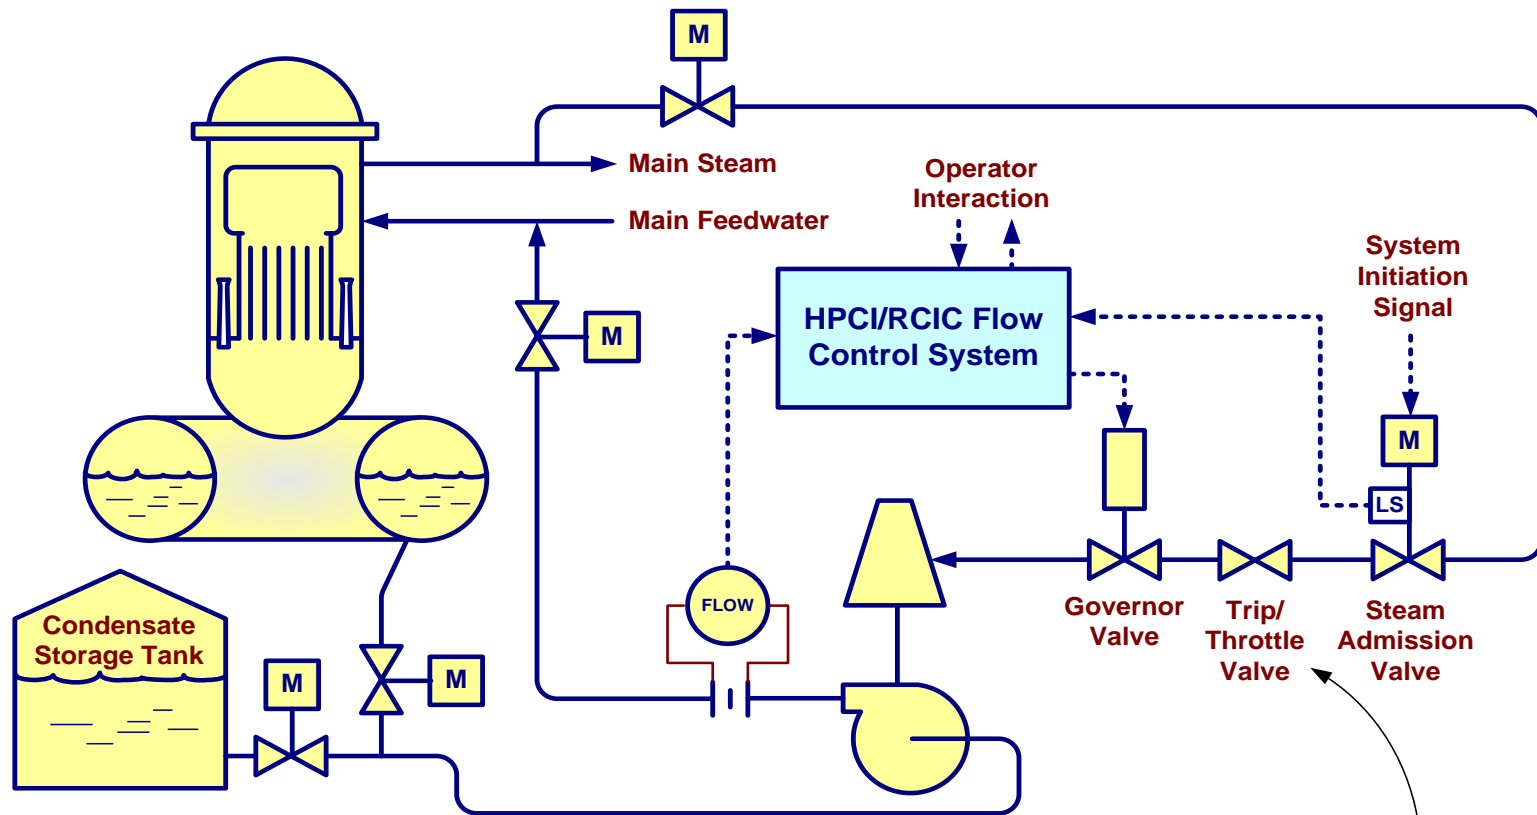 M
Main Steam
Operator
Interaction
Main Feedwater
System
Initiation
Signal
HPCI/RCIC Flow
Control System
M
M
LS
FLOW
Governor
Valve
Trip/
Throttle
Valve
Steam
Admission
Valve
Condensate
Storage Tank
M
M